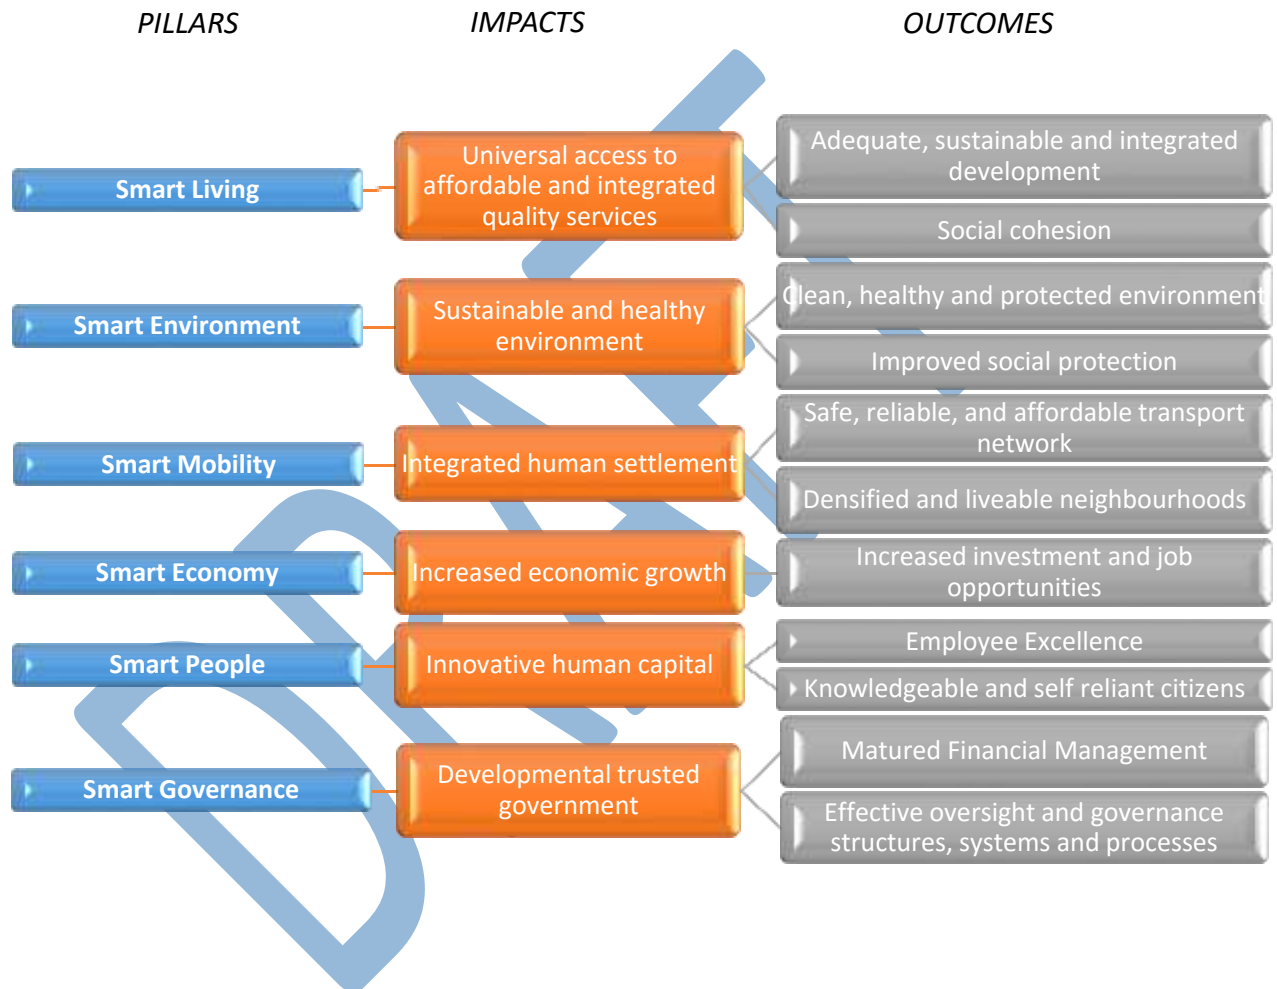 PILLARS IMPACTS OUTCOMES
Smart Living
Universal access to
affordable and integrated
quality services
Adequate, sustainable and integrated
development
Social cohesion
Smart Environment
Sustainable and healthy
environment
Clean, healthy and protected environment
Improved social protection
Smart Mobility
Integrated human settlement
Safe, reliable, and affordable transport
network
Densified and liveable neighbourhoods
Smart Economy
Increased economic growth
Increased investment and job
opportunities
Smart People
Innovative human capital
Employee Excellence
Knowledgeable and self reliant citizens
Smart Governance
Developmental trusted
government
Matured Financial Management
Effective oversight and governance
structures, systems and processes
DRAFT